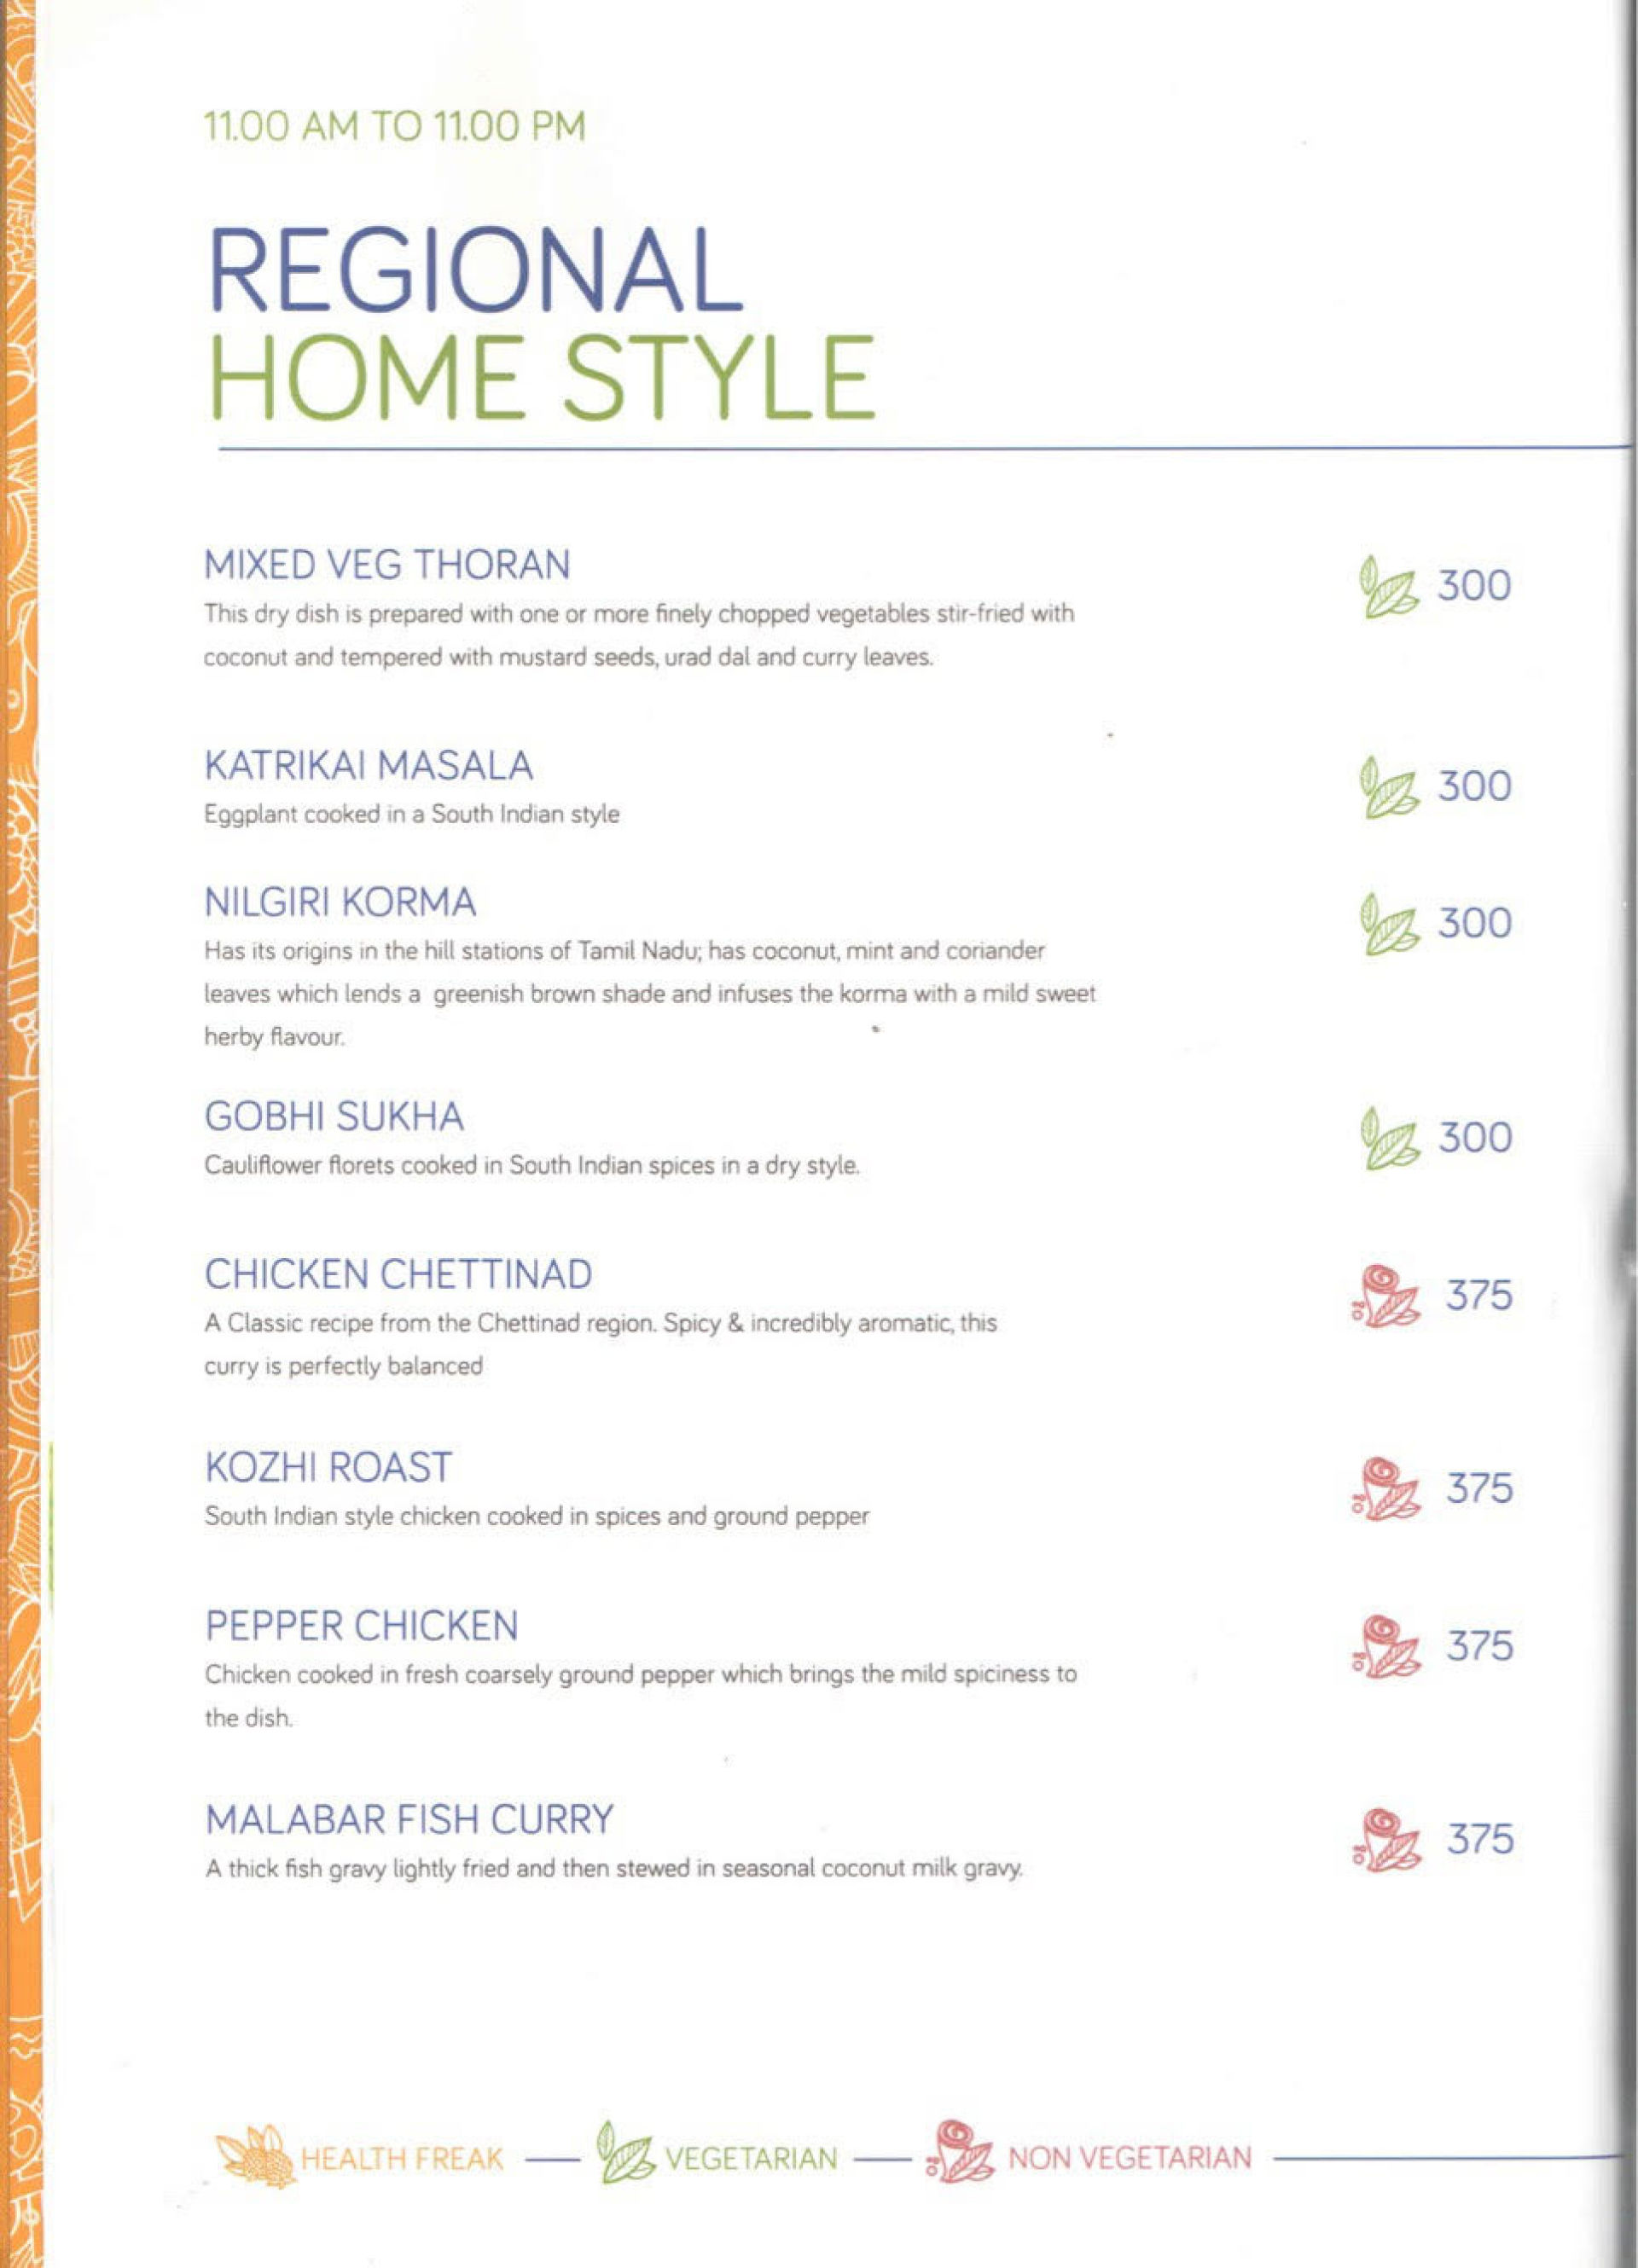 11.00 AM TO 11.00 PM
REGIONAL
HOME STYLE
MIXED VEG THORAN
300
This dry dish is prepared with one or more finely chopped vegetables stir-fried with
coconut and tempered with mustard seeds, urad dal and curry leaves.
KATRIKAI MASALA
300
Eggplant cooked in a South Indian style
NILGIRI KORMA
300
Has its origins in the hill stations of Tamil Nadu; has coconut, mint and coriander
leaves which lends a greenish brown shade and infuses the korma with a mild sweet
herby flavour.
GOBHI SUKHA
300
Cauliflower florets cooked in South Indian spices in a dry style.
CHICKEN CHETTINAD
375
A Classic recipe from the Chettinad region. Spicy & incredibly aromatic, this
curry is perfectly balanced
KOZHI ROAST
375
South Indian style chicken cooked in spices and ground pepper
PEPPER CHICKEN
375
Chicken cooked in fresh coarsely ground pepper which brings the mild spiciness to
the dish.
MALABAR FISH CURRY
375
A thick fish gravy lightly fried and then stewed in seasonal coconut milk gravy.
HEALTH FREAK — VEGETARIAN — NON VEGETARIAN